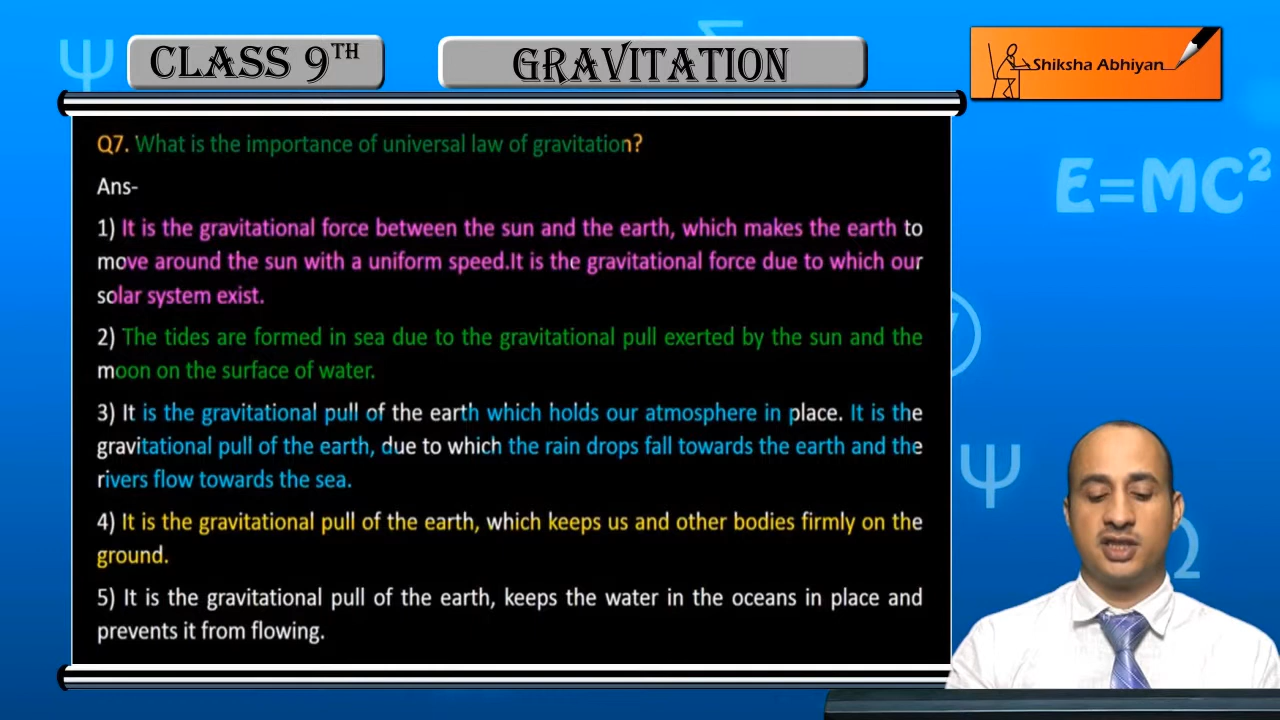 CLASS 9TH
GRAVITATION
Shiksha Abhiyan
Q7. What is the importance of universal law of gravitation?
Ans-
1) It is the gravitational force between the sun and the earth, which makes the earth to
move around the sun with a uniform speed.It is the gravitational force due to which our
solar system exist.
2) The tides are formed in sea due to the gravitational pull exerted by the sun and the
moon on the surface of water.
3) It is the gravitational pull of the earth which holds our atmosphere in place. It is the
gravitational pull of the earth, due to which the rain drops fall towards the earth and the
rivers flow towards the sea.
4) It is the gravitational pull of the earth, which keeps us and other bodies firmly on the
ground.
5) It is the gravitational pull of the earth, keeps the water in the oceans in place and
prevents it from flowing.
E=MC²
Ψ
Σ
Ψ
Ω